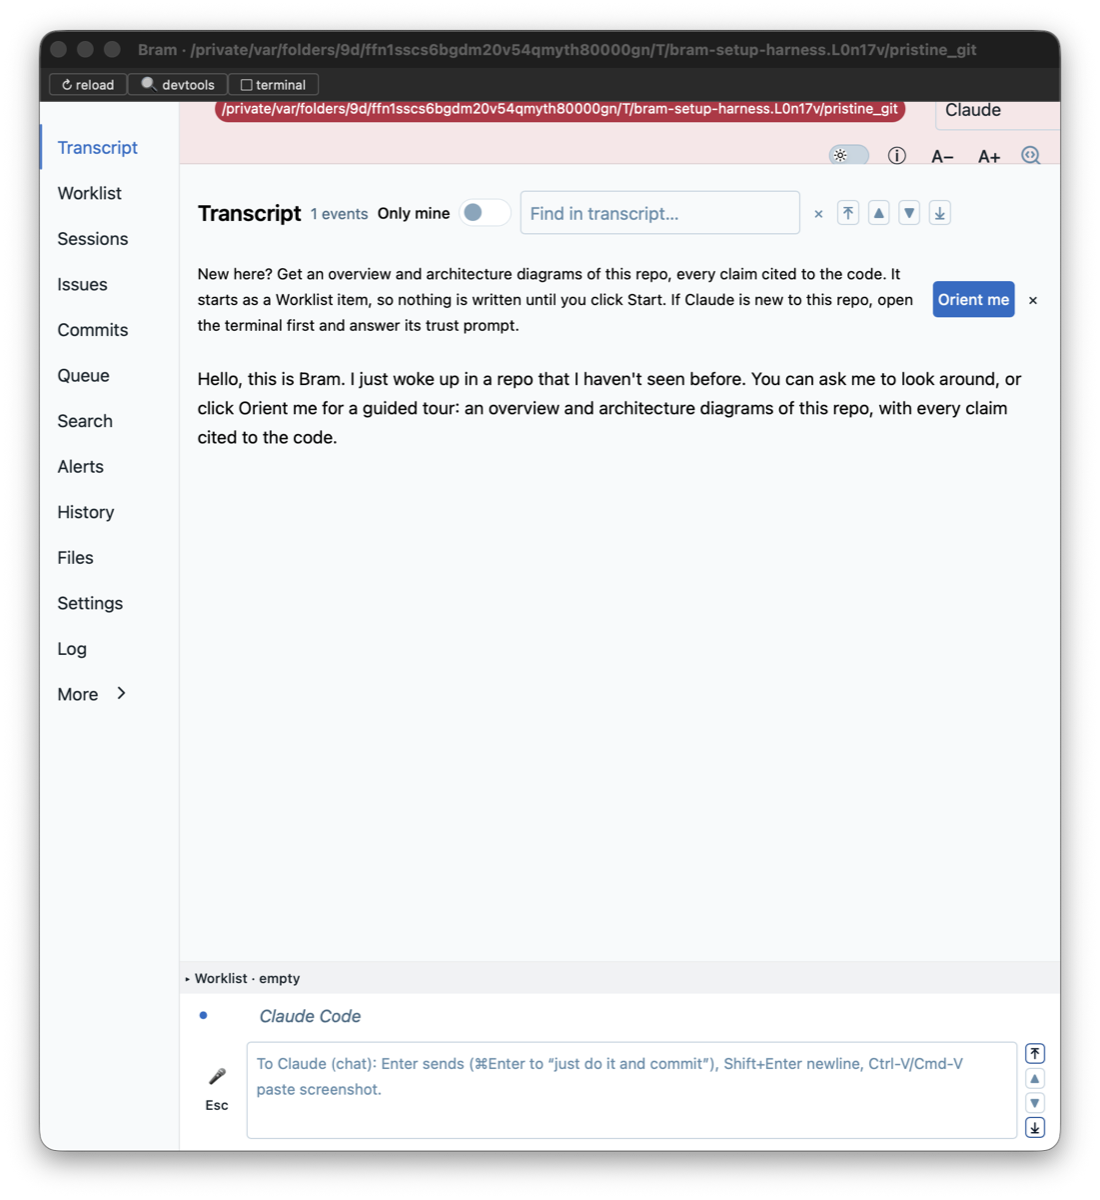 Bram · /private/var/folders/9d/ffn1sscs6bgdm20v54qmyth80000gn/T/bram-setup-harness.L0n17v/pristine_git
reload
devtools
terminal
/private/var/folders/9d/ffn1sscs6bgdm20v54qmyth80000gn/T/bram-setup-harness.L0n17v/pristine_git
Claude
A−
A+
Transcript
Worklist
Sessions
Issues
Commits
Queue
Search
Alerts
History
Files
Settings
Log
More
Transcript 1 events Only mine Find in transcript... ×
New here? Get an overview and architecture diagrams of this repo, every claim cited to the code. It
starts as a Worklist item, so nothing is written until you click Start. If Claude is new to this repo, open
the terminal first and answer its trust prompt.
Orient me ×
Hello, this is Bram. I just woke up in a repo that I haven't seen before. You can ask me to look around, or
click Orient me for a guided tour: an overview and architecture diagrams of this repo, with every claim
cited to the code.
Worklist · empty
Claude Code
To Claude (chat): Enter sends (⌘Enter to “just do it and commit”), Shift+Enter newline, Ctrl-V/Cmd-V
paste screenshot.
Esc